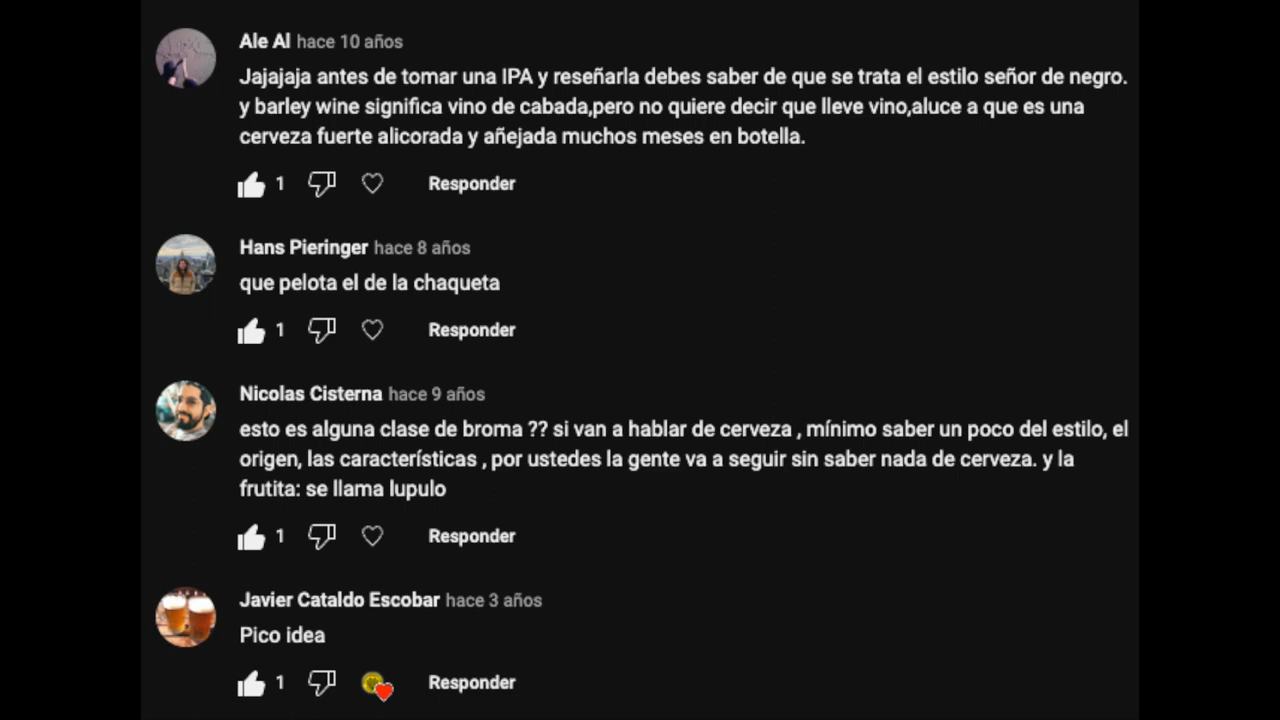 Ale Al hace 10 años
Jajajaja antes de tomar una IPA y reseñarla debes saber de que se trata el estilo señor de negro.
y barley wine significa vino de cabada,pero no quiere decir que lleve vino,aluce a que es una
cerveza fuerte alicorada y añejada muchos meses en botella.
1 Responder
Hans Pieringer hace 8 años
que pelota el de la chaqueta
1 Responder
Nicolas Cisterna hace 9 años
esto es alguna clase de broma ?? si van a hablar de cerveza , mínimo saber un poco del estilo, el
origen, las características , por ustedes la gente va a seguir sin saber nada de cerveza. y la
frutita: se llama lupulo
1 Responder
Javier Cataldo Escobar hace 3 años
Pico idea
1 Responder